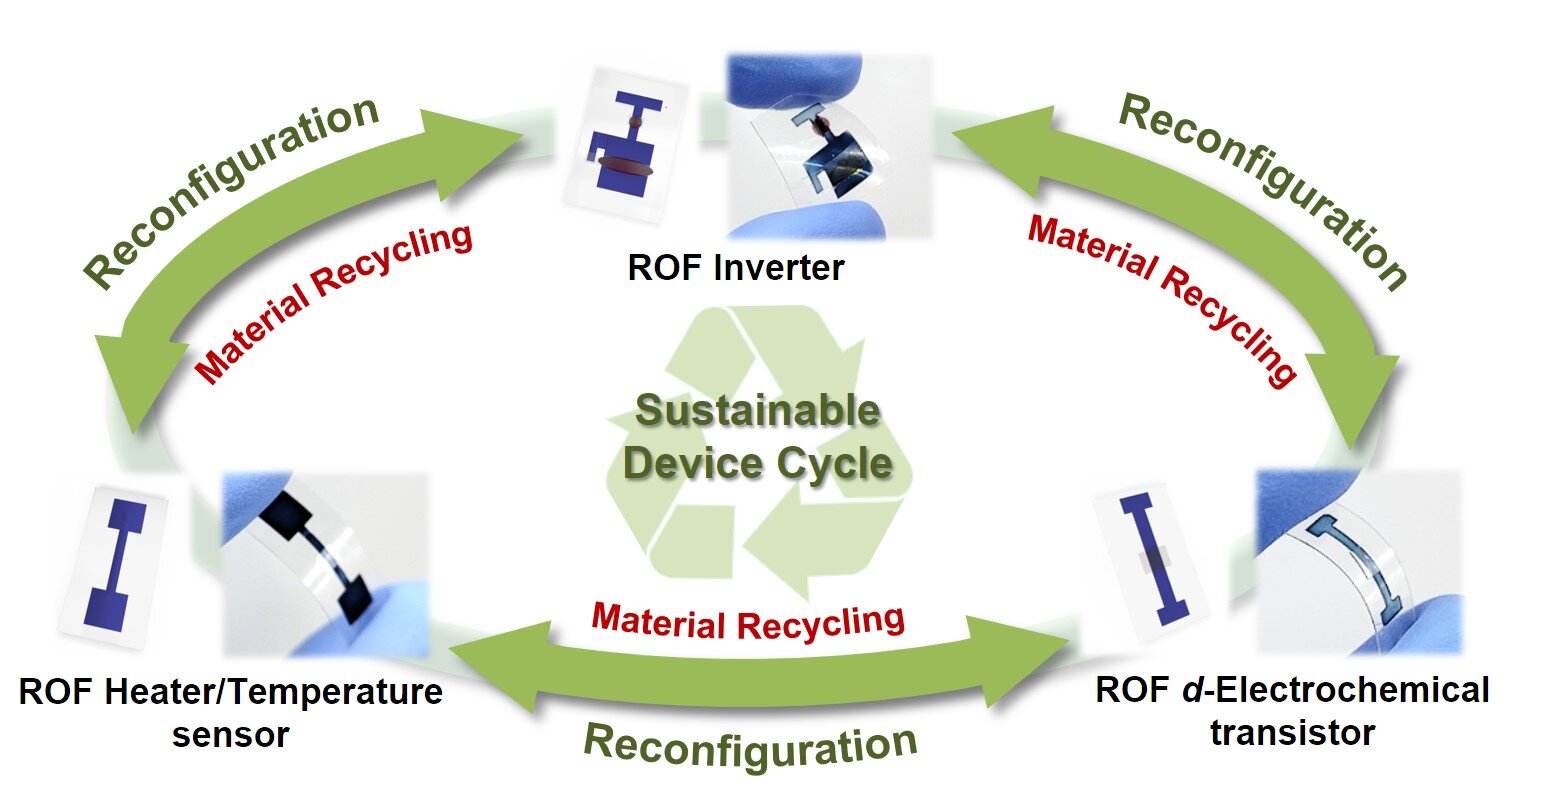 Reconfiguration
Reconfiguration
Material Recycling
Material Recycling
ROF Inverter
Sustainable
Device Cycle
Material Recycling
ROF Heater/Temperature
sensor
ROF d-Electrochemical
transistor
Reconfiguration